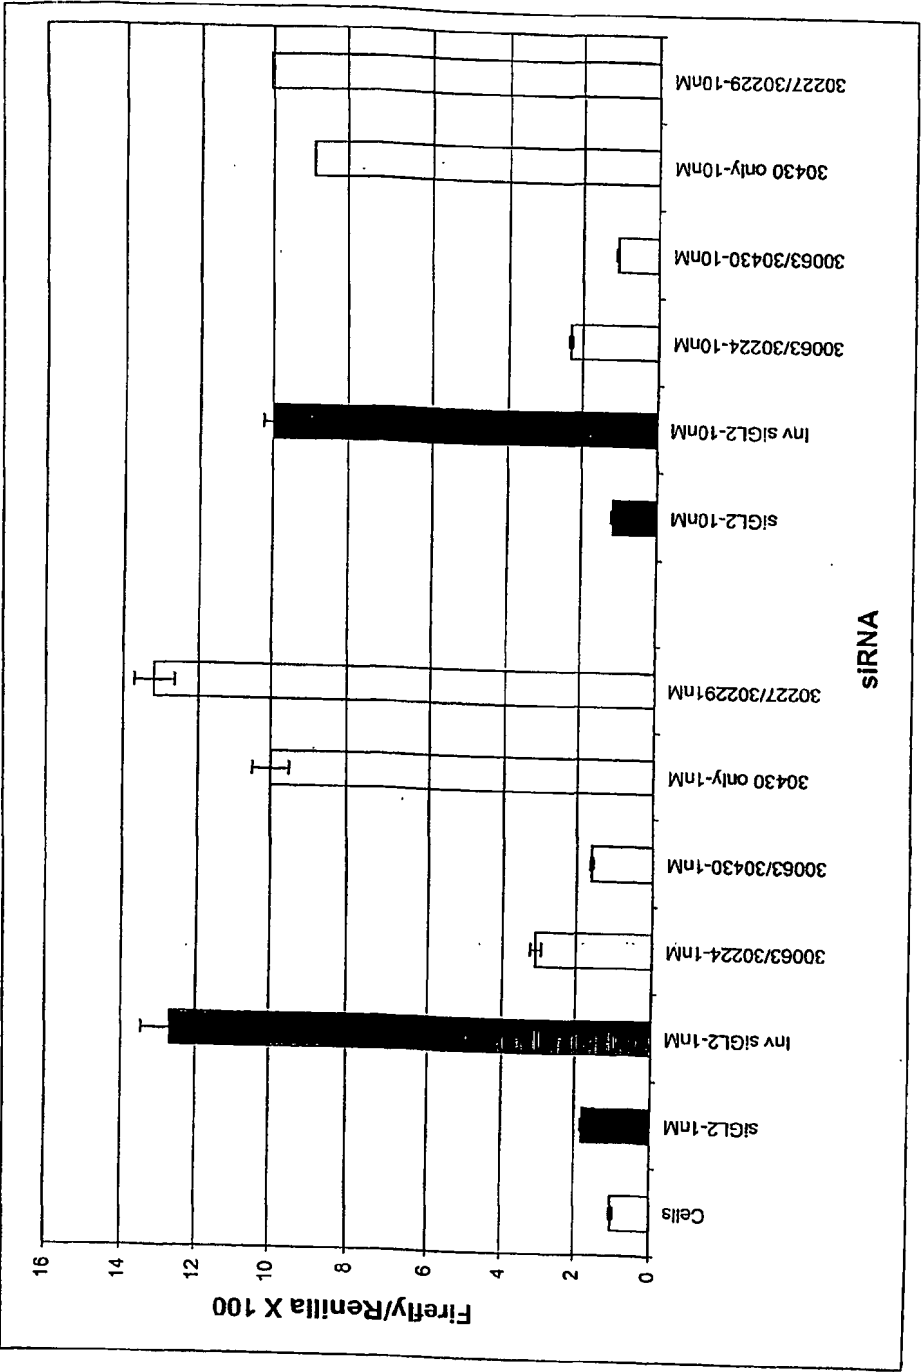 Firefly/Renilla X 100
16
14
12
10
8
6
4
2
0
Cells
siGL2-1nM
Inv siGL2-1nM
30063/30224-1nM
30063/30430-1nM
30430 only-1nM
30227/302291nM
siGL2-10nM
Inv siGL2-10nM
30063/30224-10nM
30063/30430-10nM
30430 only-10nM
30227/30229-10nM
siRNA